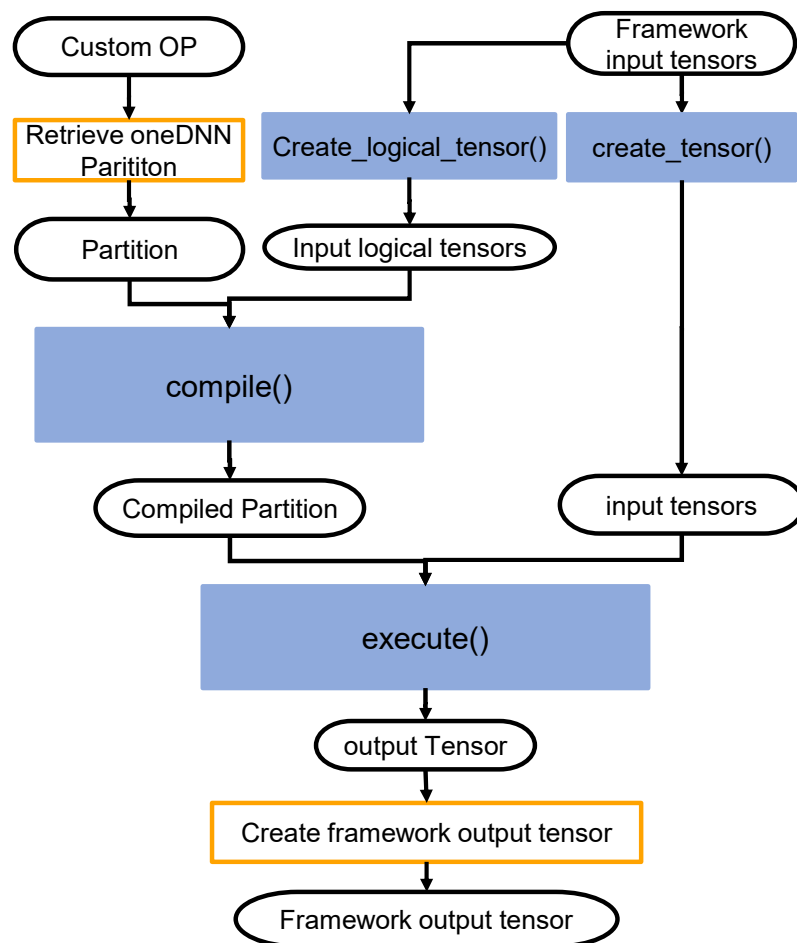 Custom OP
Framework
input tensors
Retrieve oneDNN
Parititon
Create_logical_tensor()
create_tensor()
Partition
Input logical tensors
compile()
Compiled Partition
input tensors
execute()
output Tensor
Create framework output tensor
Framework output tensor